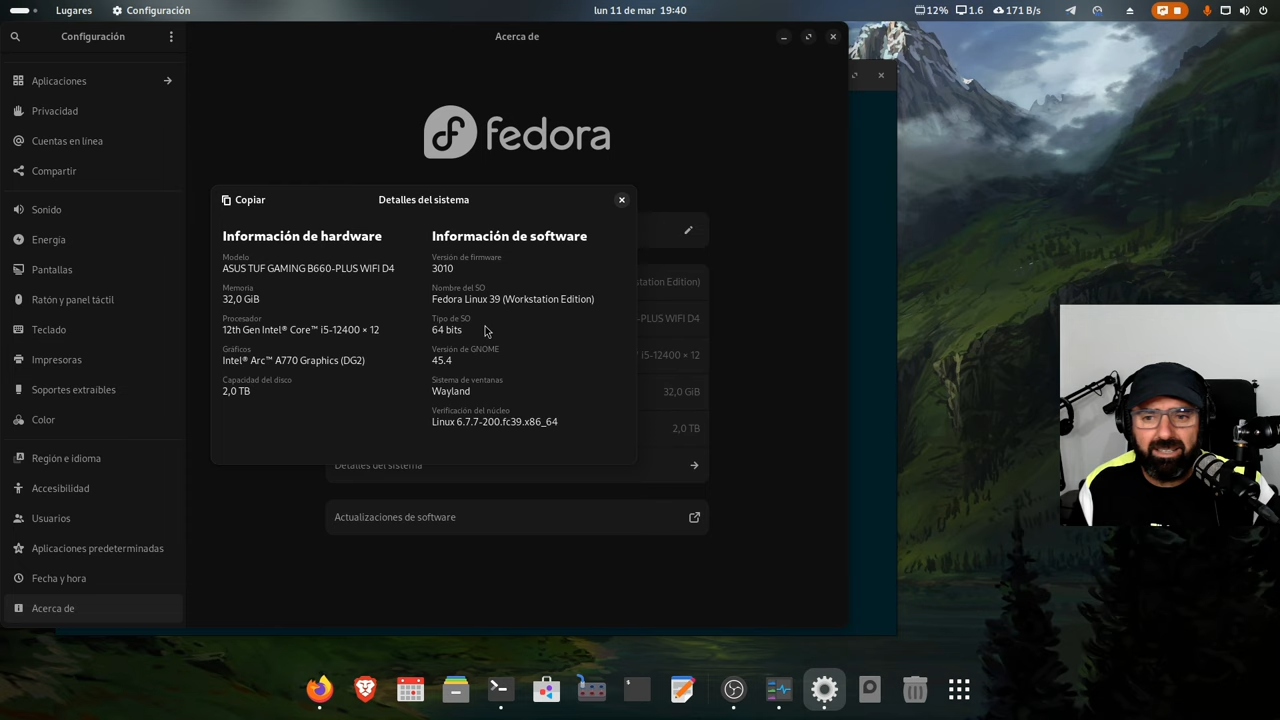 Lugares
Configuración
lun 11 de mar 19:40
12%
1.6
171 B/s
Configuración
Acerca de
Aplicaciones
Privacidad
Cuentas en línea
Compartir
Sonido
Energía
Pantallas
Ratón y panel táctil
Teclado
Impresoras
Soportes extraíbles
Color
Región e idioma
Accesibilidad
Usuarios
Aplicaciones predeterminadas
Fecha y hora
Acerca de
fedora
Copiar
Detalles del sistema
Información de hardware
Modelo
ASUS TUF GAMING B660-PLUS WIFI D4
Memoria
32,0 GiB
Procesador
12th Gen Intel® Core™ i5-12400 × 12
Gráficos
Intel® Arc™ A770 Graphics (DG2)
Capacidad del disco
2,0 TB
Información de software
Versión de firmware
3010
Nombre del SO
Fedora Linux 39 (Workstation Edition)
Tipo de SO
64 bits
Versión de GNOME
45.4
Sistema de ventanas
Wayland
Verificación del núcleo
Linux 6.7.7-200.fc39.x86_64
station Edition)
-PLUS WIFI D4
i5-12400 × 12
32,0 GiB
2,0 TB
Detalles del sistema
Actualizaciones de software